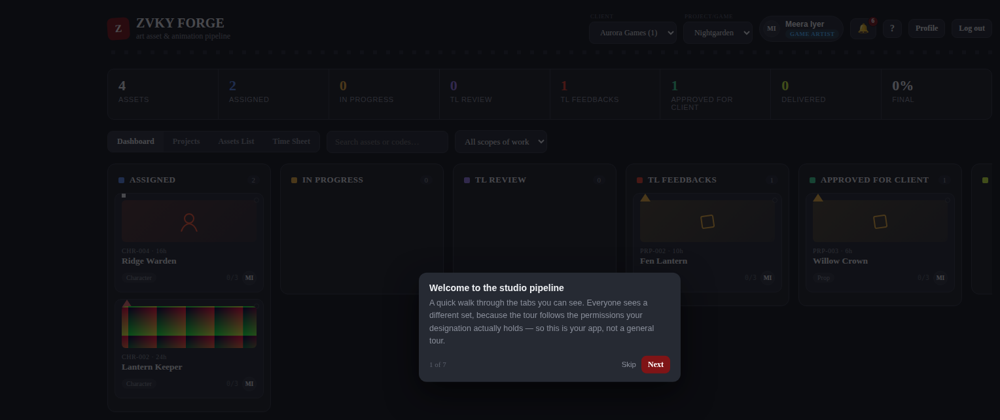 Z
ZVKY FORGE
art asset & animation pipeline
CLIENT
Aurora Games (1)
PROJECT/GAME
Nightgarden
MI
Meera Iyer
GAME ARTIST
6
?
Profile
Log out
4
ASSETS
2
ASSIGNED
0
IN PROGRESS
0
TL REVIEW
1
TL FEEDBACKS
1
APPROVED FOR
CLIENT
0
DELIVERED
0%
FINAL
Dashboard
Projects
Assets List
Time Sheet
Search assets or codes…
All scopes of work
ASSIGNED
2
IN PROGRESS
0
TL REVIEW
0
TL FEEDBACKS
1
APPROVED FOR CLIENT
1
CHR-004 · 16h
Ridge Warden
Character
0/3
MI
CHR-002 · 24h
Lantern Keeper
Character
0/3
MI
PRP-002 · 10h
Fen Lantern
0/3
MI
PRP-003 · 6h
Willow Crown
Prop
0/3
MI
Welcome to the studio pipeline
A quick walk through the tabs you can see. Everyone sees a
different set, because the tour follows the permissions your
designation actually holds — so this is your app, not a general
tour.
1 of 7
Skip
Next